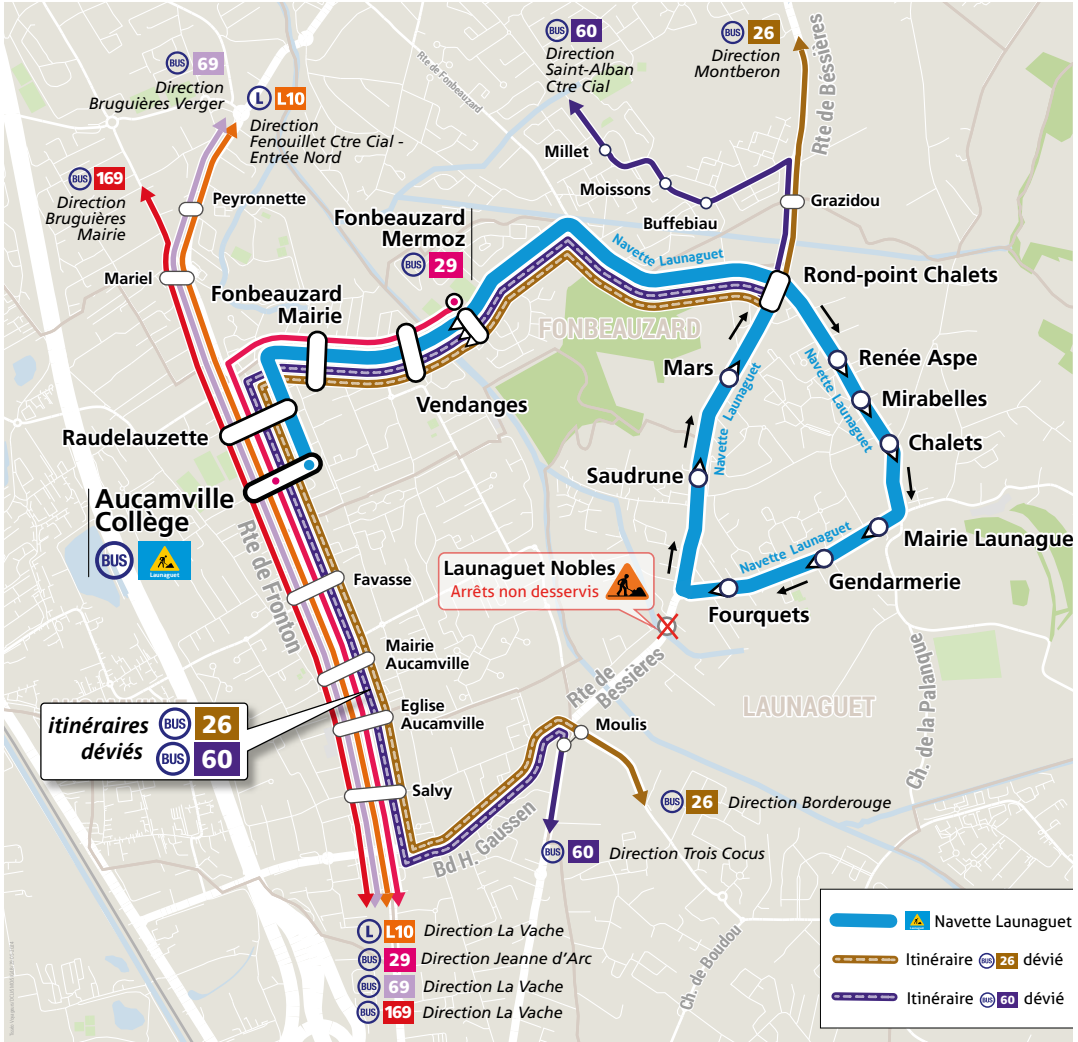 BUS 69
Direction
Bruguières Verger
L L10
Direction
Fenouillet Ctre Cial -
Entrée Nord
BUS 169
Direction
Bruguières
Mairie
BUS 60
Direction
Saint-Alban
Ctre Cial
BUS 26
Direction
Montberon
Rte de Fonbeauzard
Rte de Bessières
Millet
Moissons
Buffebiau
Grazidou
Peyronnette
Mariel
Fonbeauzard
Mermoz
BUS 29
Fonbeauzard
Mairie
Navette Launaguet
Rond-point Chalets
FONBEAUZARD
Vendanges
Raudelauzette
Mars
Navette Launaguet
Saudrune
Renée Aspe
Mirabelles
Navette Launaguet
Chalets
Aucamville
Collège
BUS Launaguet
Rte de Fronton
Mairie Launague
Navette Launaguet
Gendarmerie
Fourquets
Launaguet Nobles
Arrêts non desservis
Favasse
Mairie
Aucamville
Eglise
Aucamville
Salvy
itinéraires
déviés
BUS 26
BUS 60
Rte de
Bessières
LAUNAGUET
Ch. de la Palanque
Moulis
Bd H. Gaussen
BUS 26 Direction Borderouge
BUS 60 Direction Trois Cocus
L L10 Direction La Vache
BUS 29 Direction Jeanne d'Arc
BUS 69 Direction La Vache
BUS 169 Direction La Vache
Ch. de Boudou
Navette Launaguet
Itinéraire BUS 26 dévié
Itinéraire BUS 60 dévié